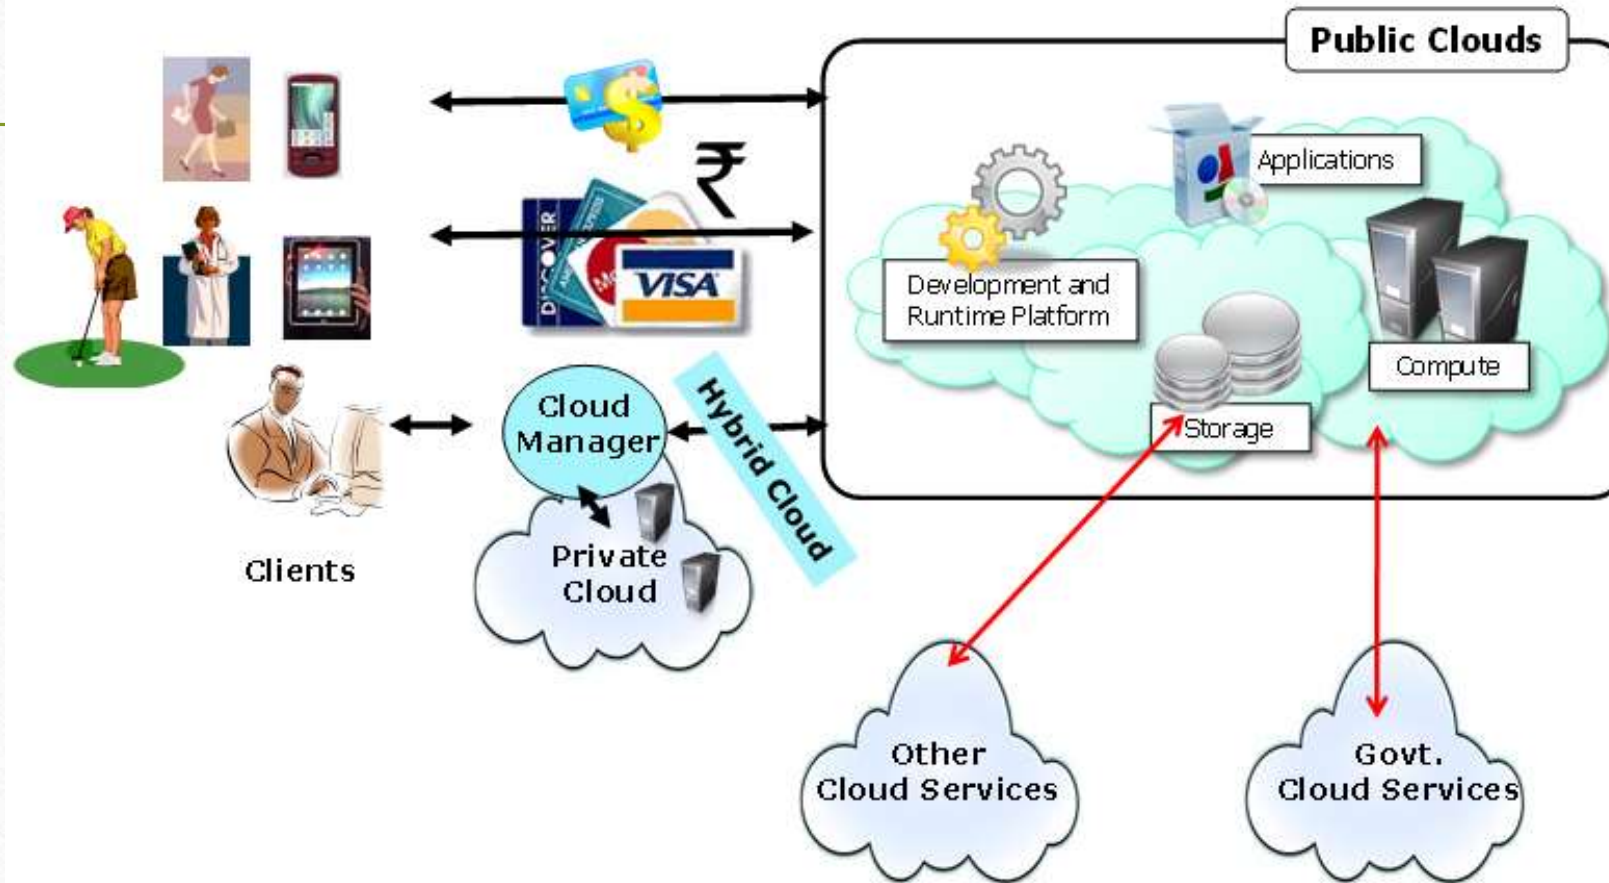 Public Clouds
Applications
₹
DISCOVER
VISA
Development and
Runtime Platform
Compute
Storage
Cloud
Manager
Hybrid Cloud
Private
Cloud
Clients
Other
Cloud Services
Govt.
Cloud Services